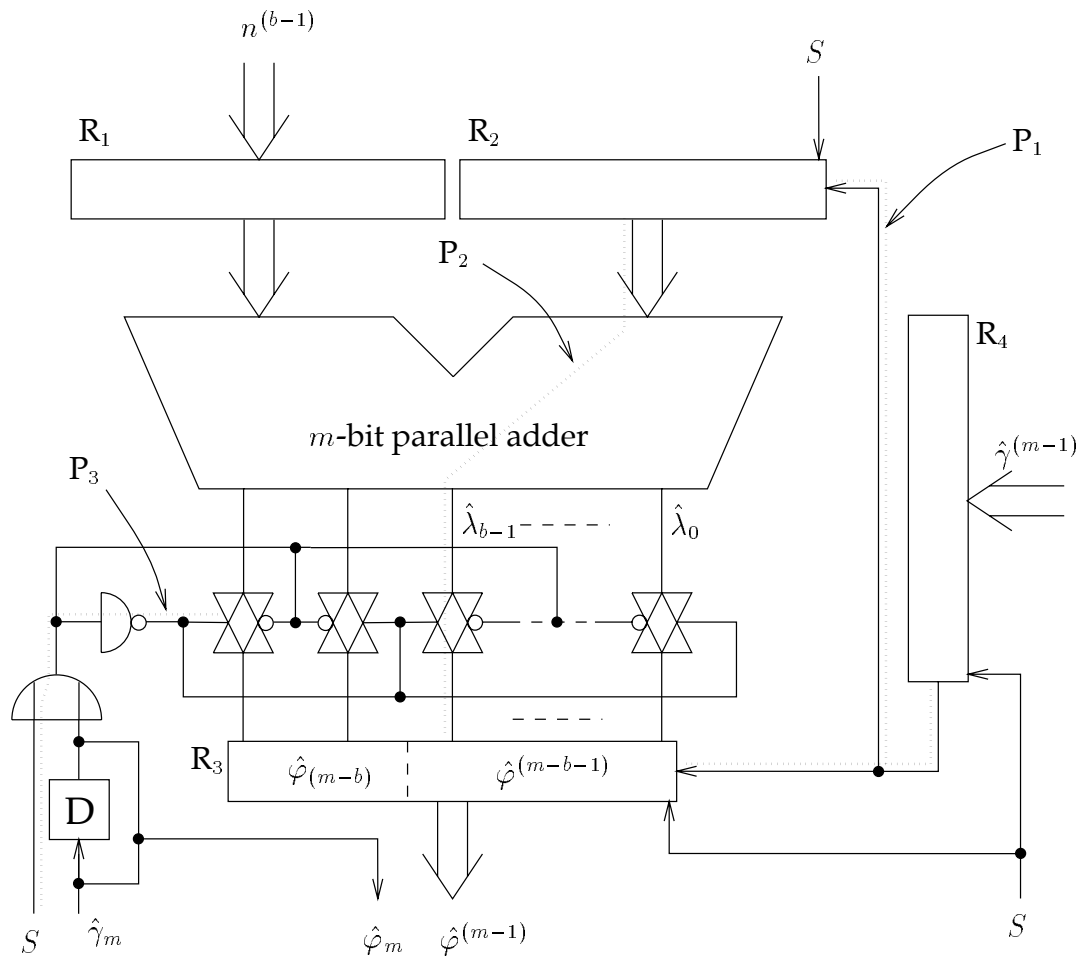 n^{(b−1)}
S
R₁
R₂
P₁
P₂
R₄
m-bit parallel adder
γ̂^{(m−1)}
P₃
λ̂_{b−1}
λ̂₀
R₃
φ̂_{(m−b)}
φ̂^{(m−b−1)}
D
S
γ̂_m
φ̂_m
φ̂^{(m−1)}
S